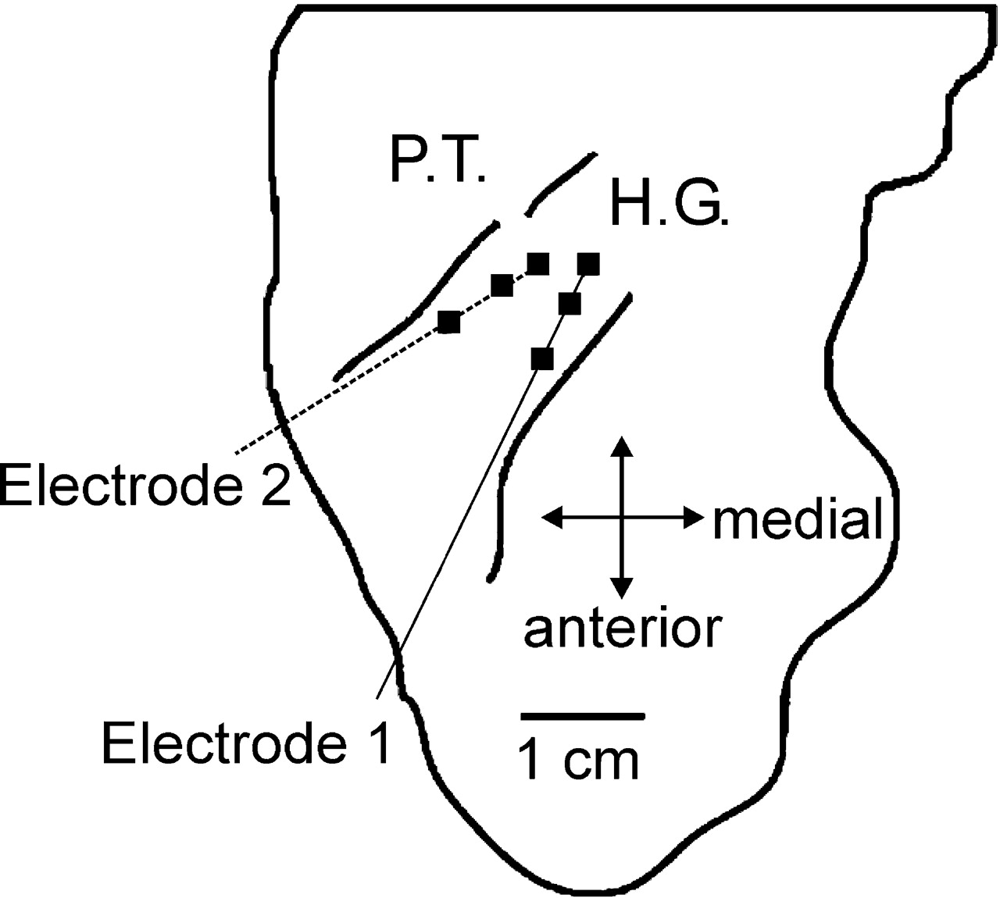 P.T.
H.G.
Electrode 2
medial
anterior
Electrode 1
1 cm